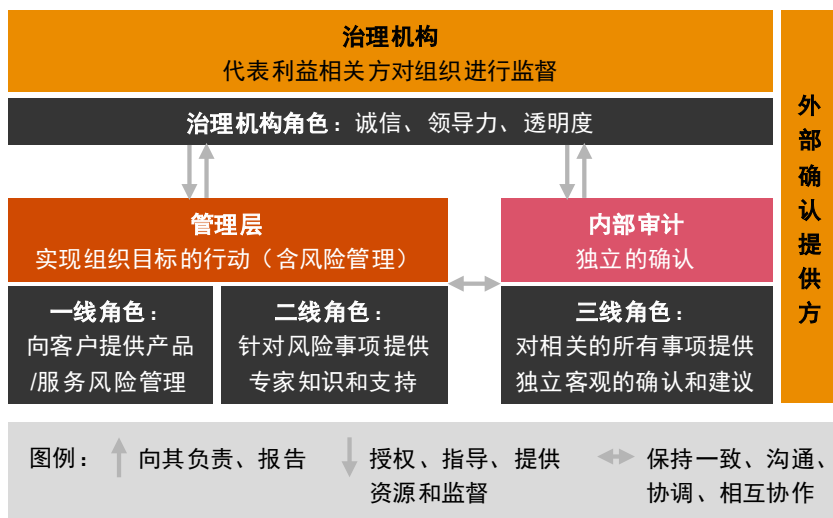 治理机构
代表利益相关方对组织进行监督
治理机构角色：诚信、领导力、透明度
管理层
实现组织目标的行动（含风险管理）
内部审计
独立的确认
一线角色：
向客户提供产品
/服务风险管理
二线角色：
针对风险事项提供
专家知识和支持
三线角色：
对相关的所有事项提供
独立客观的确认和建议
外部确认提供方
图例：
向其负责、报告
授权、指导、提供
资源和监督
保持一致、沟通、
协调、相互协作